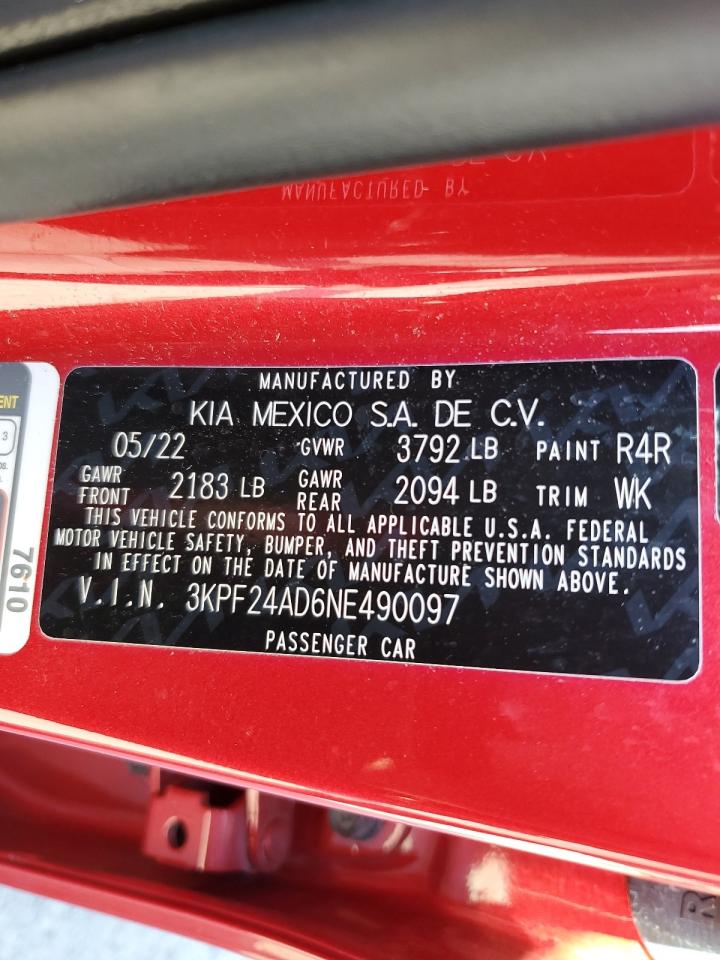 MANUFACTURED BY
MANUFACTURED BY
KIA MEXICO S.A. DE C.V.
05/22 GVWR 3792 LB PAINT R4R
GAWR FRONT 2183 LB GAWR REAR 2094 LB TRIM WK
THIS VEHICLE CONFORMS TO ALL APPLICABLE U.S.A. FEDERAL
MOTOR VEHICLE SAFETY, BUMPER, AND THEFT PREVENTION STANDARDS
IN EFFECT ON THE DATE OF MANUFACTURE SHOWN ABOVE.
V.I.N. 3KPF24AD6NE490097
PASSENGER CAR
3
7610
R